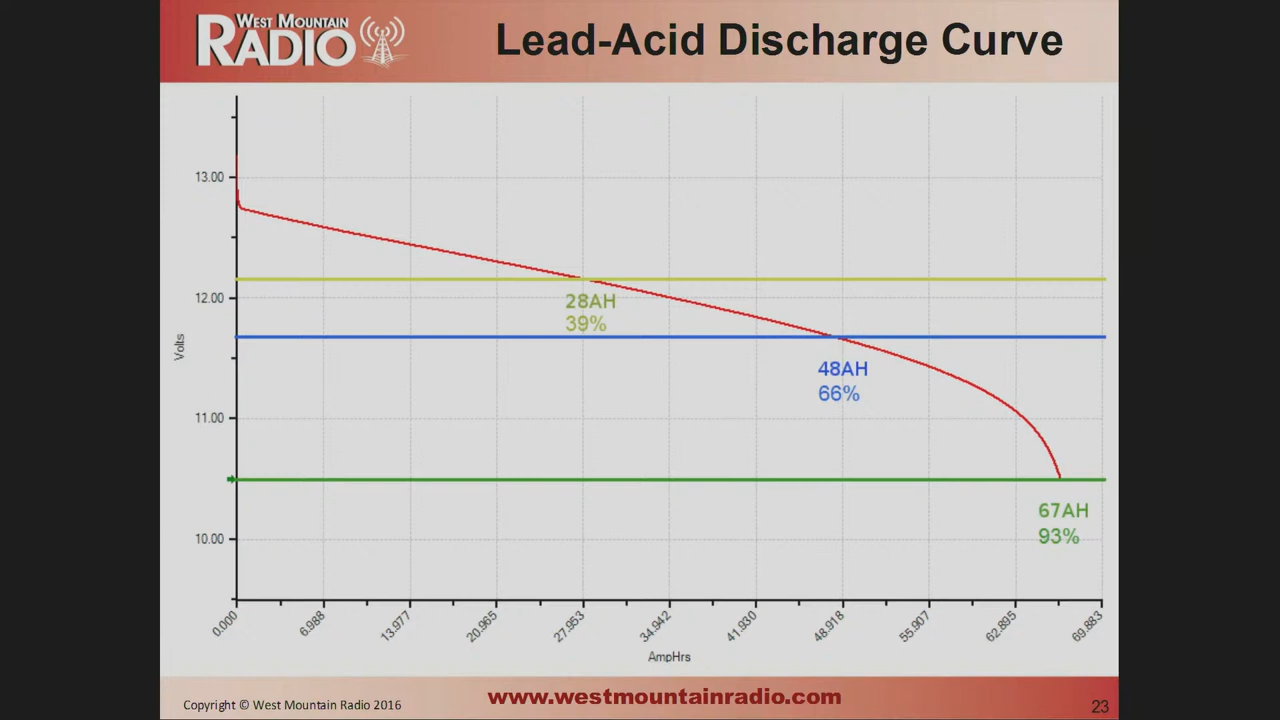 WEST MOUNTAIN
RADIO
Lead-Acid Discharge Curve
13.00
12.00
11.00
10.00
Volts
28AH
39%
48AH
66%
67AH
93%
0.000
6.988
13.977
20.965
27.953
34.942
41.930
48.918
55.907
62.895
69.883
AmpHrs
Copyright © West Mountain Radio 2016
www.westmountainradio.com
23